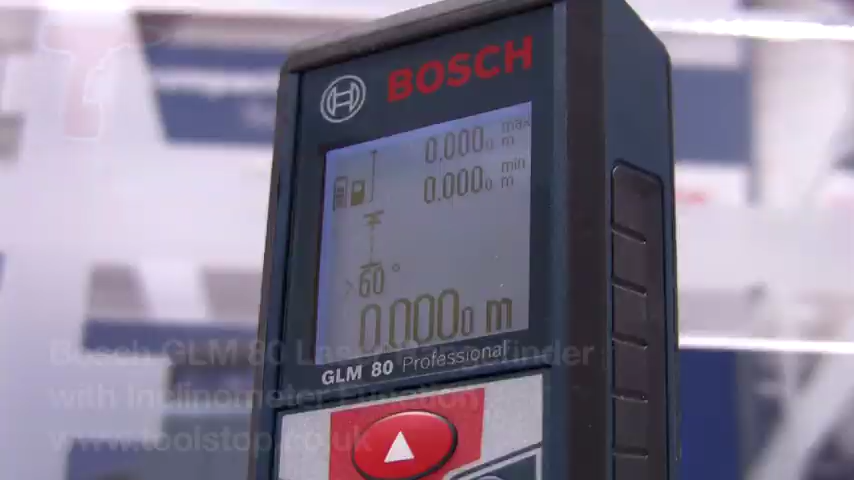 BOSCH
0.000₀ m max
0.000₀ m min
>60°
0.000₀ m
GLM 80 Professional
Bosch GLM 80 Laser Rangefinder
with Inclinometer Function
www.toolstop.co.uk